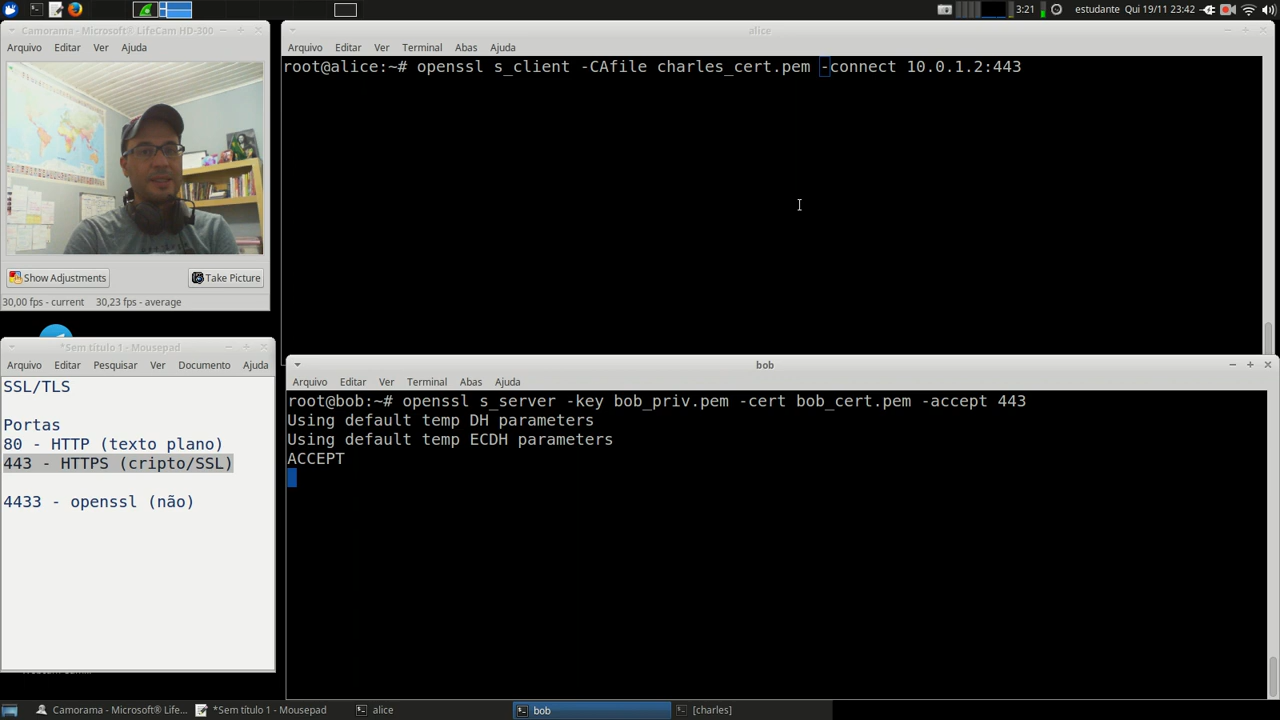 3:21 estudante Qui 19/11 23:42
Camorama - Microsoft® LifeCam HD-300
Arquivo Editar Ver Ajuda
Show Adjustments Take Picture
30,00 fps - current 30,23 fps - average
alice
Arquivo Editar Ver Terminal Abas Ajuda
root@alice:~# openssl s_client -CAfile charles_cert.pem -connect 10.0.1.2:443
*Sem título 1 - Mousepad
Arquivo Editar Pesquisar Ver Documento Ajuda
SSL/TLS
Portas
80 - HTTP (texto plano)
443 - HTTPS (cripto/SSL)
4433 - openssl (não)
bob
Arquivo Editar Ver Terminal Abas Ajuda
root@bob:~# openssl s_server -key bob_priv.pem -cert bob_cert.pem -accept 443
Using default temp DH parameters
Using default temp ECDH parameters
ACCEPT
Camorama - Microsoft® Life... *Sem título 1 - Mousepad alice bob [charles]